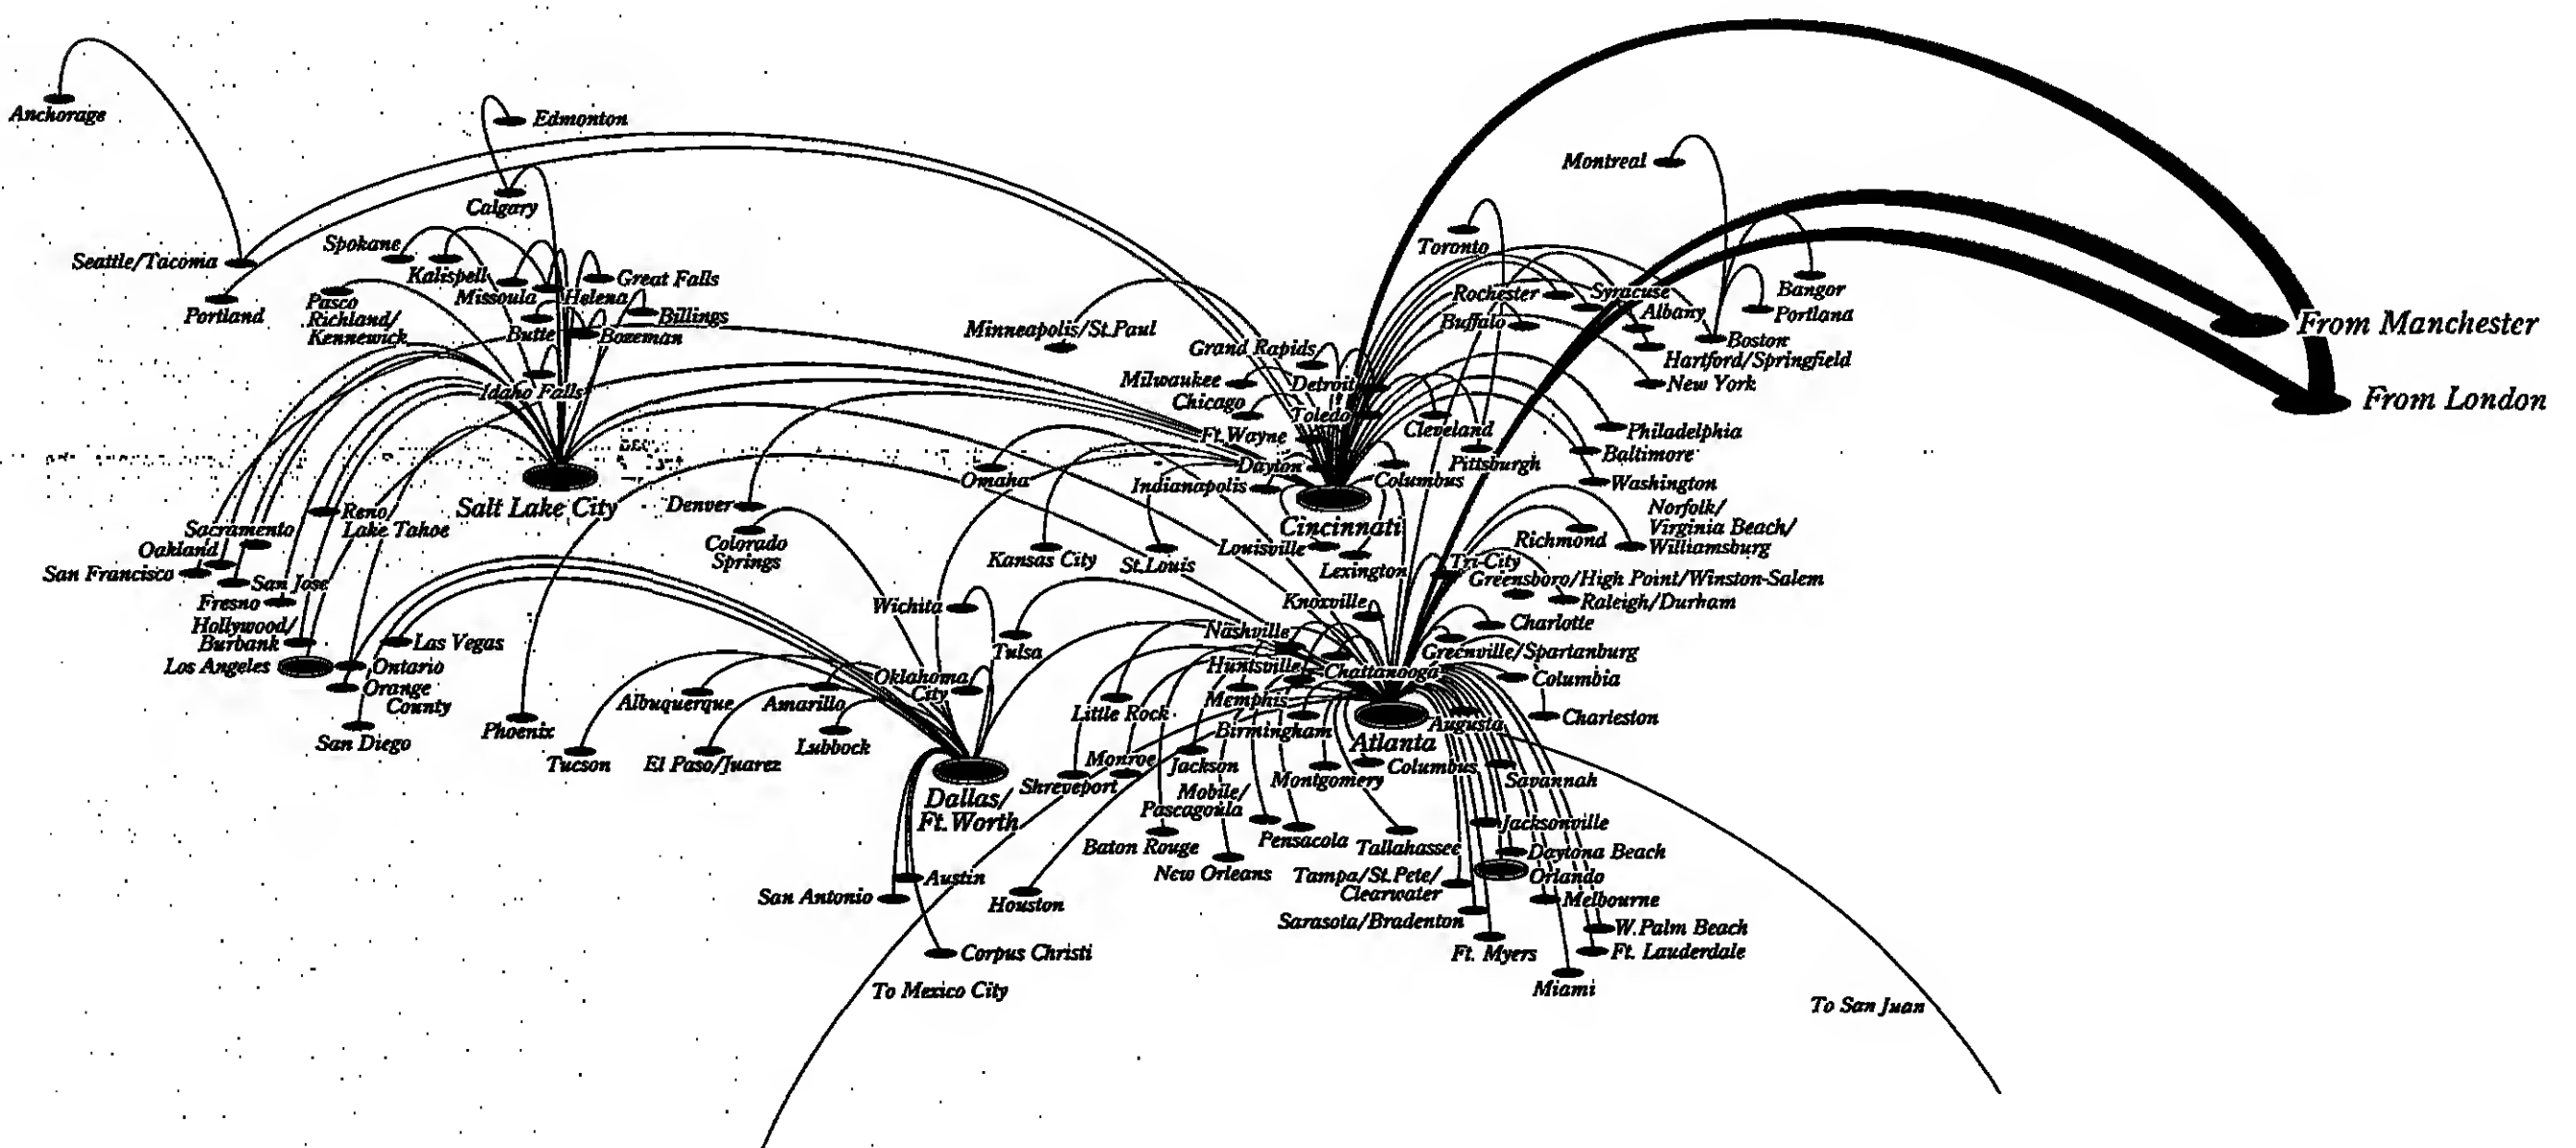 Anchorage
Edmonton
Calgary
Montreal
Toronto
Seattle/Tacoma
Portland
Spokane
Kalispell
Missoula
Great Falls
Helena
Pasco
Richland/
Kennewick
Butte
Billings
Bozeman
Idaho Falls
Salt Lake City
Minneapolis/St.Paul
Grand Rapids
Milwaukee
Detroit
Chicago
Toledo
Ft.Wayne
Dayton
Indianapolis
Cincinnati
Louisville
Lexington
Columbus
Cleveland
Pittsburgh
Rochester
Buffalo
Syracuse
Albany
Boston
Bangor
Portland
Hartford/Springfield
New York
Philadelphia
Baltimore
Washington
From Manchester
From London
Norfolk/
Virginia Beach/
Williamsburg
Richmond
Omaha
Kansas City
St.Louis
Denver
Colorado
Springs
Reno/
Lake Tahoe
Sacramento
Oakland
San Francisco
San Jose
Fresno
Hollywood/
Burbank
Los Angeles
Las Vegas
Ontario
Orange
County
San Diego
Phoenix
Tucson
Albuquerque
El Paso/Juarez
Amarillo
Lubbock
Wichita
Tulsa
Oklahoma
City
Dallas/
Ft.Worth
Tri-City
Greensboro/High Point/Winston-Salem
Raleigh/Durham
Knoxville
Charlotte
Nashville
Greenville/Spartanburg
Huntsville
Chattanooga
Columbia
Memphis
Little Rock
Birmingham
Atlanta
Augusta
Charleston
Shreveport
Monroe
Jackson
Montgomery
Columbus
Savannah
Mobile/
Pascagoula
Baton Rouge
New Orleans
Pensacola
Tallahassee
Jacksonville
Daytona Beach
Orlando
Tampa/St.Pete/
Clearwater
Melbourne
Sarasota/Bradenton
Ft. Myers
W.Palm Beach
Ft. Lauderdale
Miami
Austin
San Antonio
Houston
Corpus Christi
To Mexico City
To San Juan